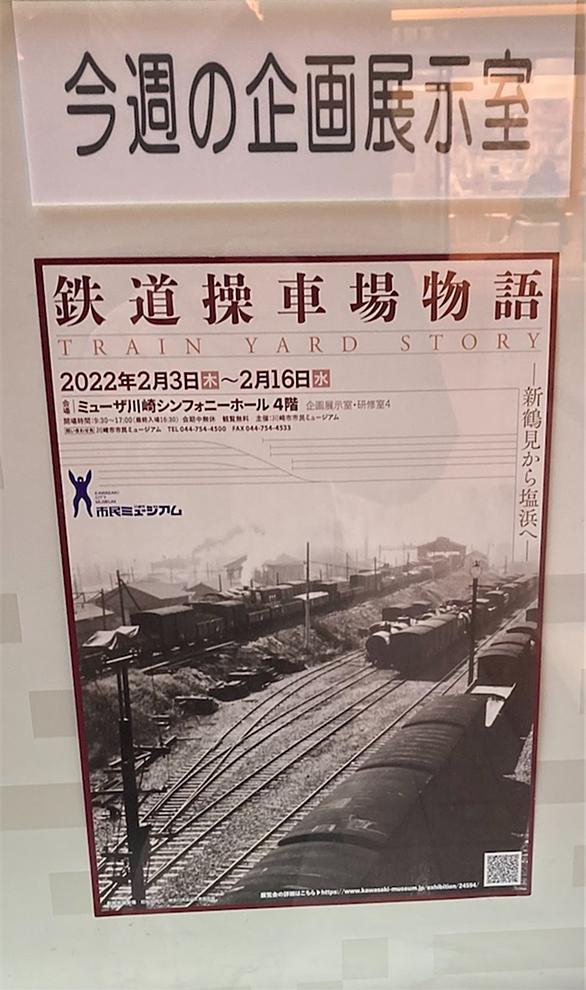 今週の企画展示室
鉄道操車場物語
TRAIN YARD STORY
2022年2月3日木～2月16日水
会場 ミューザ川崎シンフォニーホール 4階 企画展示室・研修室4
開場時間：9:30～17:00（最終入場16:30） 会期中無休 観覧無料 主催：川崎市市民ミュージアム
問い合わせ先 川崎市市民ミュージアム TEL 044-754-4500 FAX 044-754-4533
―新鶴見から塩浜へ―
KAWASAKI
CITY
MUSEUM
市民ミュージアム
展覧会の詳細はこちら▶https://www.kawasaki-museum.jp/exhibition/24594/